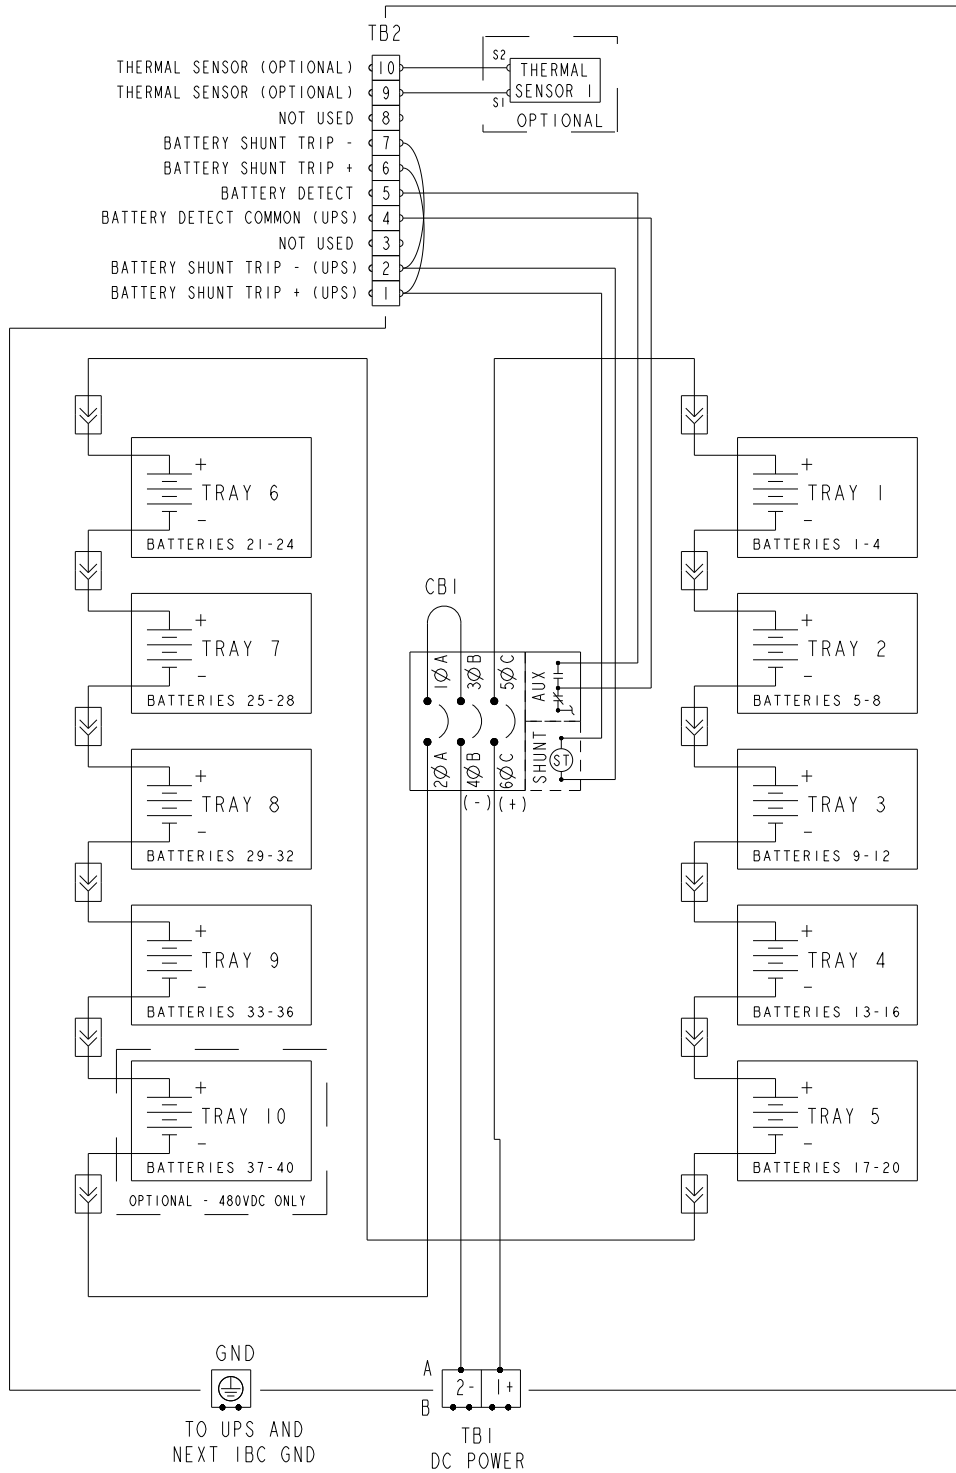 TB2
THERMAL SENSOR (OPTIONAL) 10
THERMAL SENSOR (OPTIONAL) 9
NOT USED 8
BATTERY SHUNT TRIP - 7
BATTERY SHUNT TRIP + 6
BATTERY DETECT 5
BATTERY DETECT COMMON (UPS) 4
NOT USED 3
BATTERY SHUNT TRIP - (UPS) 2
BATTERY SHUNT TRIP + (UPS) 1
S2
THERMAL
SENSOR 1
S1
OPTIONAL
+
TRAY 6
-
BATTERIES 21-24
+
TRAY 7
-
BATTERIES 25-28
+
TRAY 8
-
BATTERIES 29-32
+
TRAY 9
-
BATTERIES 33-36
+
TRAY 10
-
BATTERIES 37-40
OPTIONAL - 480VDC ONLY
CB1
1ØA
3ØB
5ØC
AUX
2ØA
4ØB
6ØC
SHUNT
ST
(-) (+)
+
TRAY 1
-
BATTERIES 1-4
+
TRAY 2
-
BATTERIES 5-8
+
TRAY 3
-
BATTERIES 9-12
+
TRAY 4
-
BATTERIES 13-16
+
TRAY 5
-
BATTERIES 17-20
GND
TO UPS AND
NEXT IBC GND
A
2- 1+
B
TB1
DC POWER